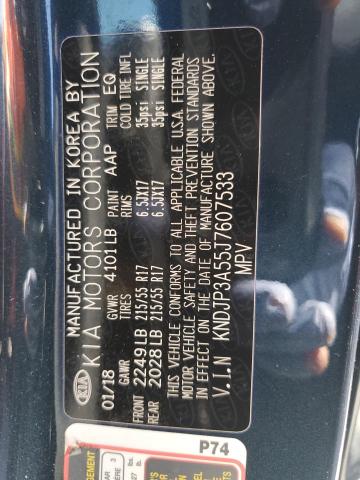 MANUFACTURED IN KOREA BY
KIA MOTORS CORPORATION
KIA
01/18 GVWR 4101LB PAINT AAP TRIM EQ
GAWR TIRES RIMS COLD TIRE INFL
FRONT 2249LB 215/55 R17 6.5JX17 35psi SINGLE
REAR 2028LB 215/55 R17 6.5JX17 35psi SINGLE
THIS VEHICLE CONFORMS TO ALL APPLICABLE U.S.A. FEDERAL
MOTOR VEHICLE SAFETY AND THEFT PREVENTION STANDARDS
IN EFFECT ON THE DATE OF MANUFACTURE SHOWN ABOVE.
V.I.N KNDJP3A55J7607533
MPV
P74